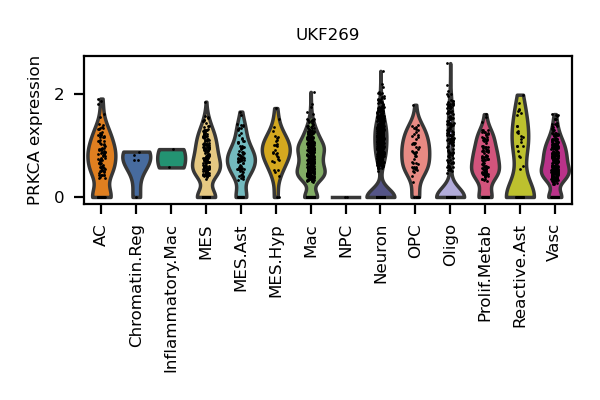 UKF269
PRKCA expression
2
0
AC
Chromatin.Reg
Inflammatory.Mac
MES
MES.Ast
MES.Hyp
Mac
NPC
Neuron
OPC
Oligo
Prolif.Metab
Reactive.Ast
Vasc